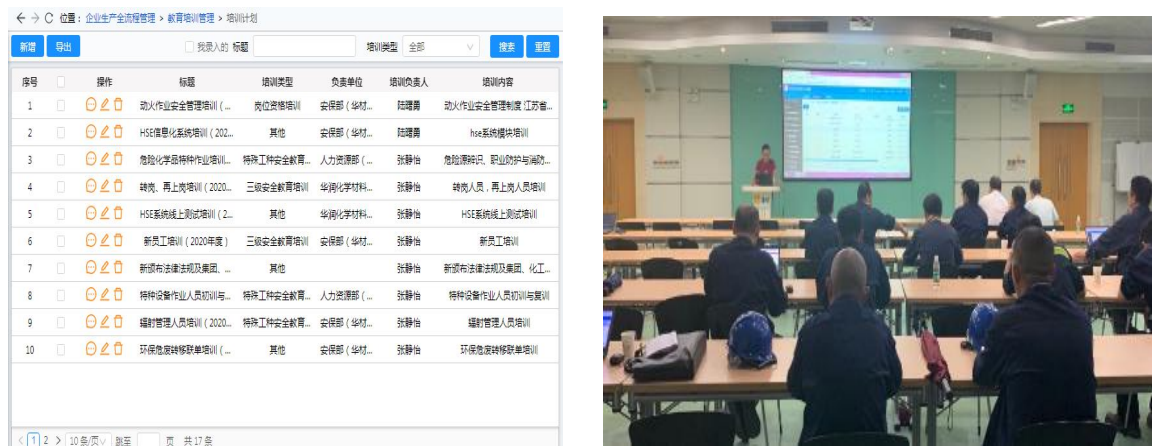 位置： 企业生产全流程管理 > 教育培训管理 > 培训计划
新增 导出 我录入的 标题 培训类型 全部 搜索 重置
序号 操作 标题 培训类型 负责单位 培训负责人 培训内容
1 动火作业安全管理培训（... 岗位资格培训 安保部（华材... 陆曙勇 动火作业安全管理制度 江苏省...
2 HSE信息化系统培训（202... 其他 安保部（华材... 陆曙勇 hse系统模块培训
3 危险化学品特种作业培训... 特殊工种安全教育... 人力资源部（... 张静怡 危险源辨识、职业防护与消防...
4 转岗、再上岗培训（2020... 三级安全教育培训 华润化学材料... 张静怡 转岗人员，再上岗人员培训
5 HSE系统线上测试培训（2... 其他 华润化学材料... 张静怡 HSE系统线上测试培训
6 新员工培训（2020年度） 三级安全教育培训 安保部（华材... 张静怡 新员工培训
7 新颁布法律法规及集团、... 其他 张静怡 新颁布法律法规及集团、化工...
8 特种设备作业人员初训与... 特殊工种安全教育... 人力资源部（... 张静怡 特种设备作业人员初训与复训
9 辐射管理人员培训（2020... 特殊工种安全教育... 安保部（华材... 张静怡 辐射管理人员培训
10 环保危废转移联单培训（... 其他 安保部（华材... 张静怡 环保危废转移联单培训
< 1 2 > 10 条/页 跳至 页 共 17 条